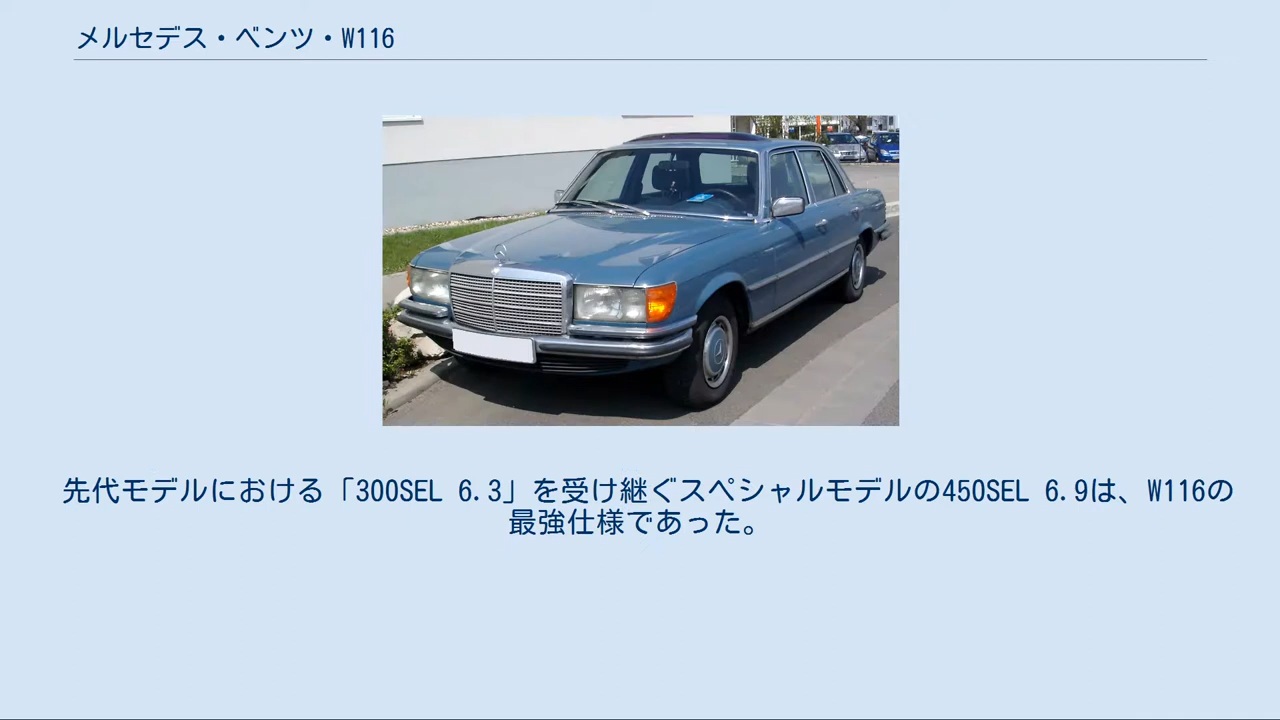 メルセデス・ベンツ・W116
先代モデルにおける「300SEL 6.3」を受け継ぐスペシャルモデルの450SEL 6.9は、W116の
最強仕様であった。